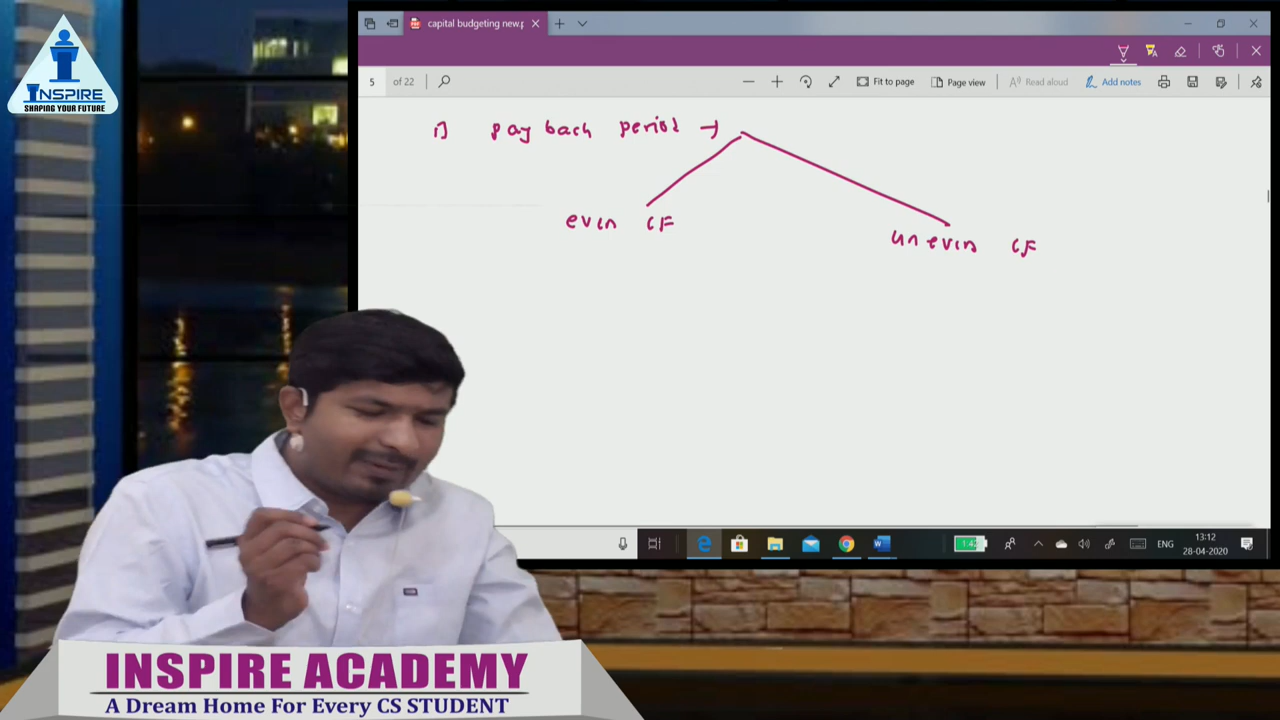 INSPIRE
SHAPING YOUR FUTURE
capital budgeting new.p
5 of 22
Fit to page
Page view
Read aloud
Add notes
1) Pay back period →
even CF
uneven CF
ENG
13:12
28-04-2020
INSPIRE ACADEMY
A Dream Home For Every CS STUDENT